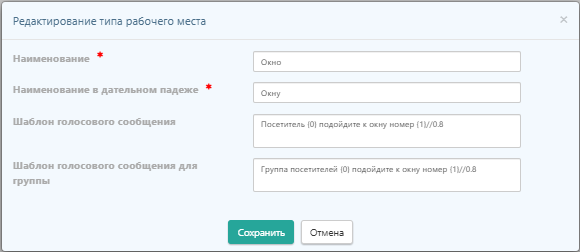 Редактирование типа рабочего места ×
Наименование * Окно
Наименование в дательном падеже * Окну
Шаблон голосового сообщения Посетитель {0} подойдите к окну номер {1}//0.8
Шаблон голосового сообщения для Группа посетителей {0} подойдите к окну номер {1}//0.8
группы
Сохранить Отмена